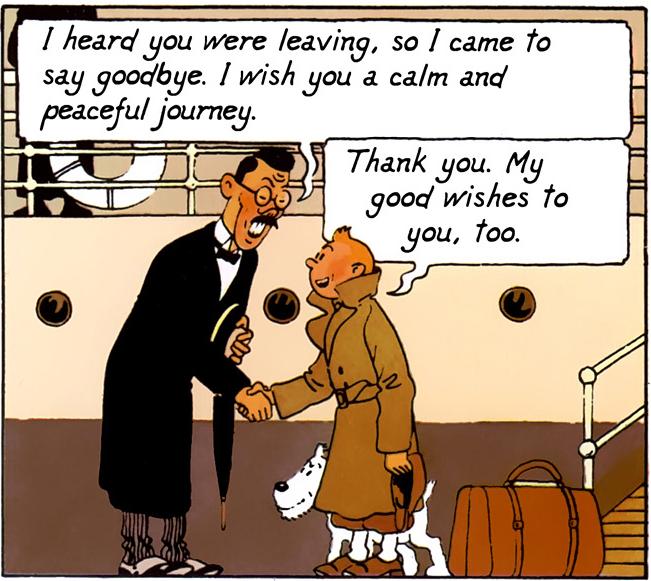 I heard you were leaving, so I came to
say goodbye. I wish you a calm and
peaceful journey.
Thank you. My
good wishes to
you, too.